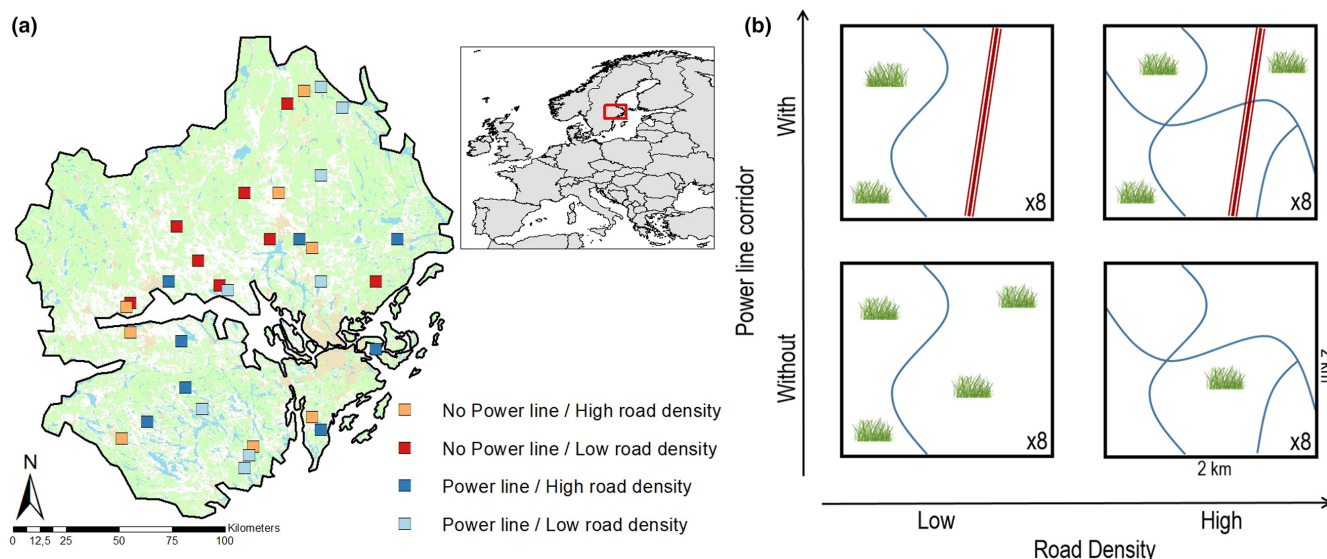 (a)
N
0 12,5 25 50 75 100
Kilometers
No Power line / High road density
No Power line / Low road density
Power line / High road density
Power line / Low road density
(b)
Power line corridor
With
Without
x8
x8
x8
x8
2 km
2 km
Low
High
Road Density